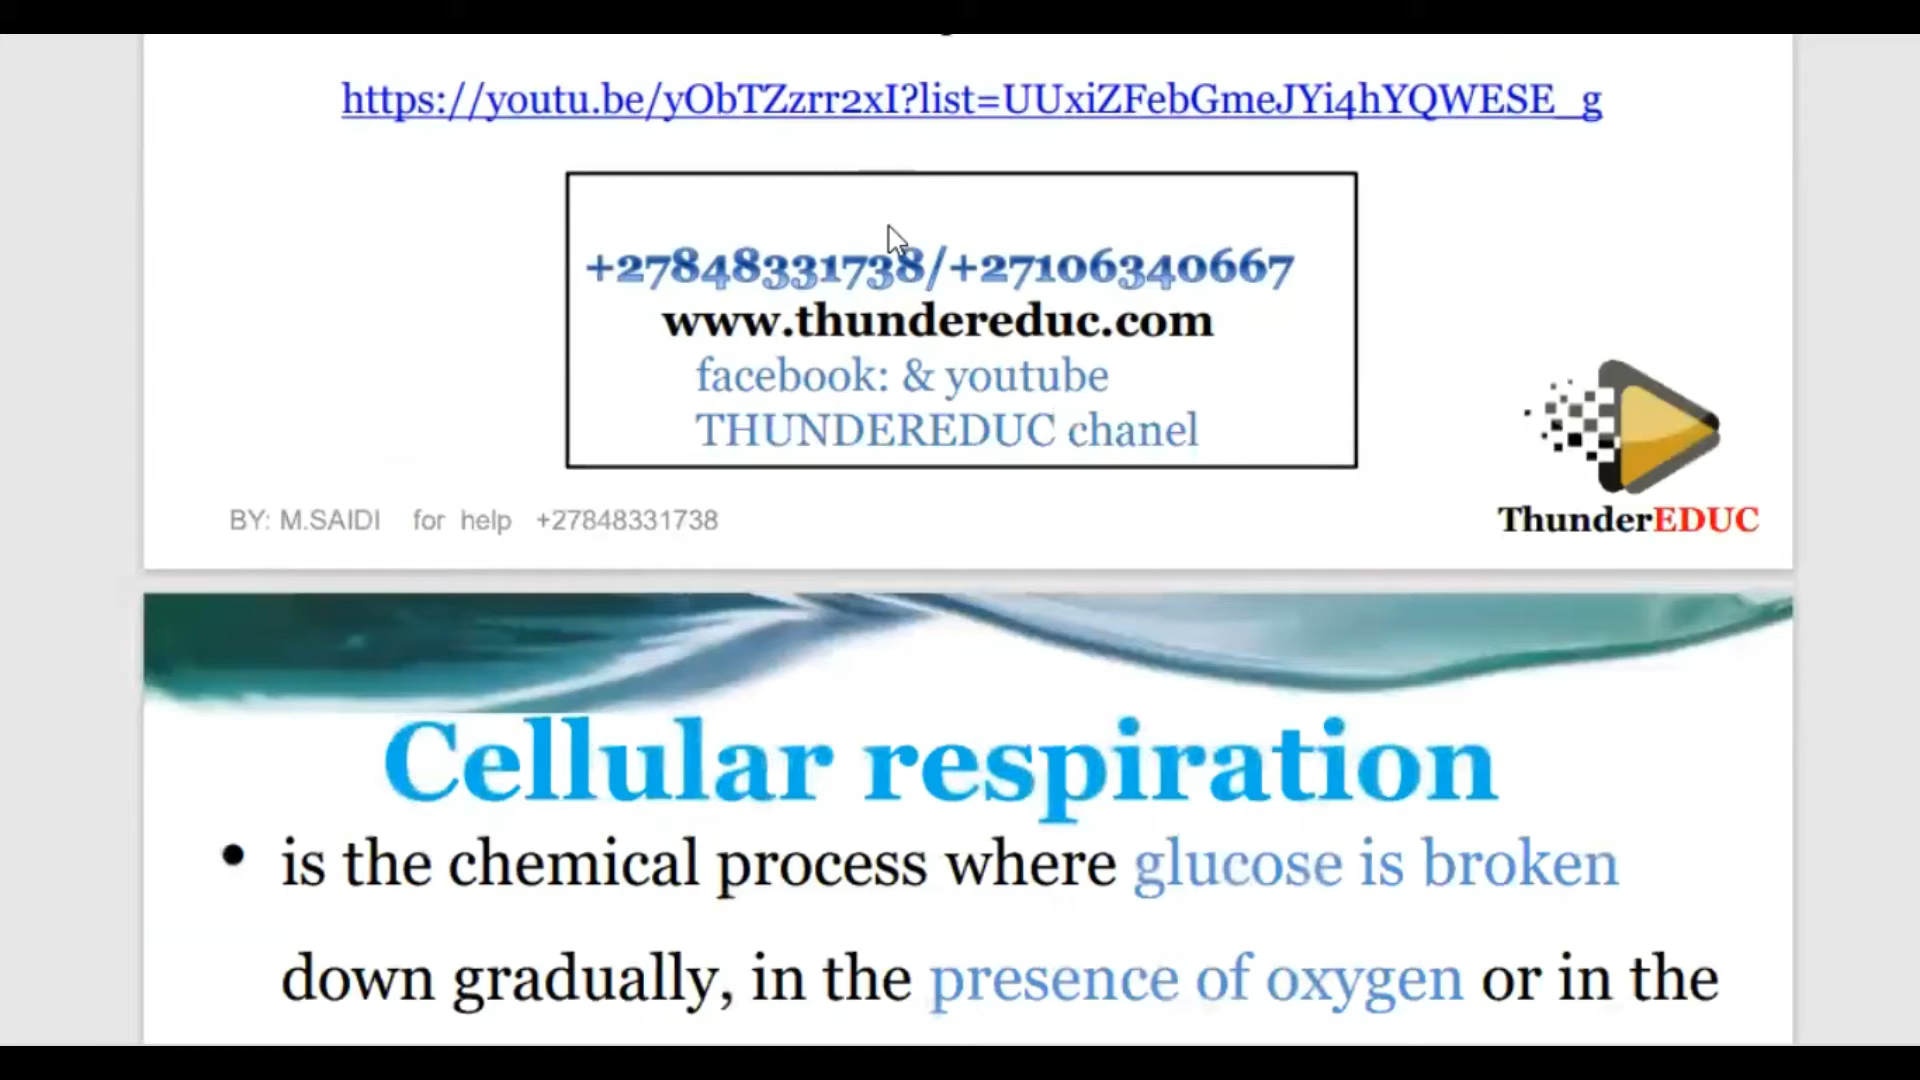 https://youtu.be/yObTZzrr2xI?list=UUxiZFebGmeJYi4hYQWESE_g
+27848331738/+27106340667
www.thundereduc.com
facebook: & youtube
THUNDEREDUC chanel
BY: M.SAIDI for help +27848331738
ThunderEDUC
Cellular respiration
• is the chemical process where glucose is broken
down gradually, in the presence of oxygen or in the